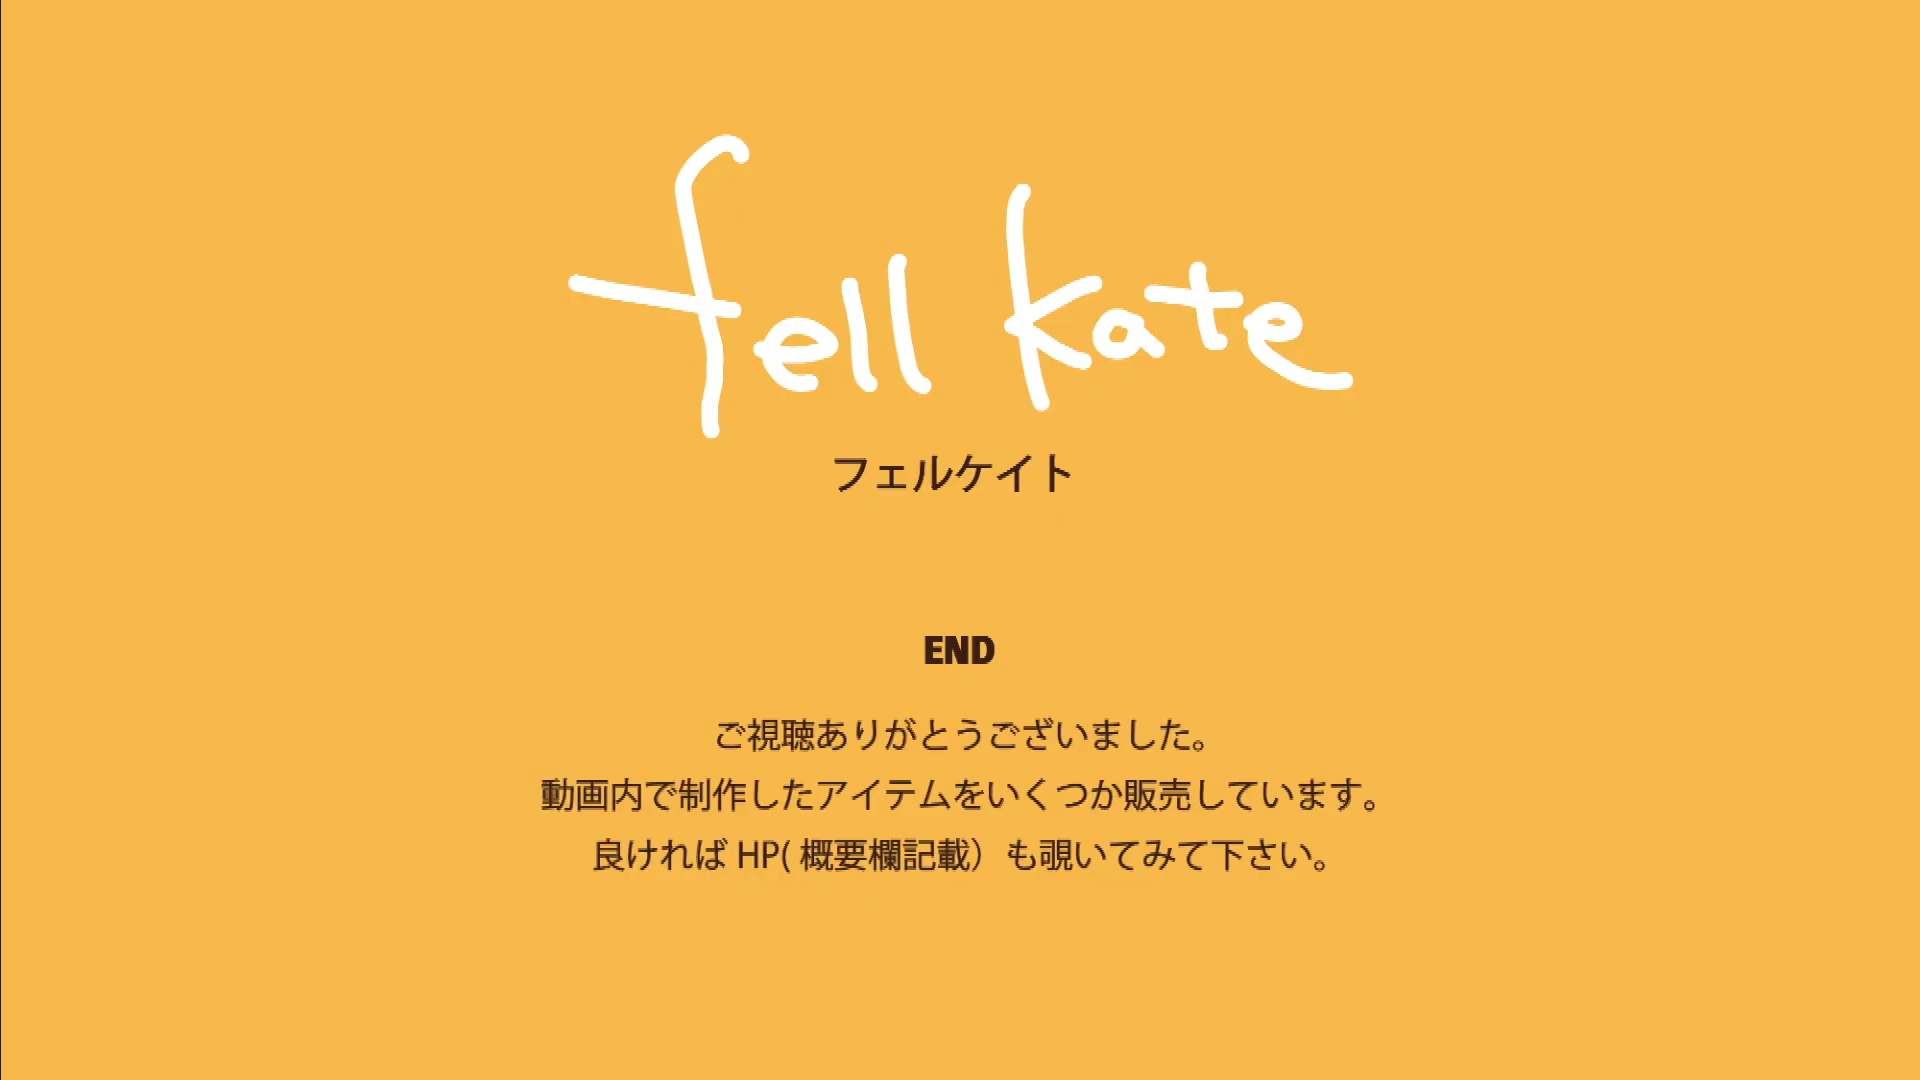 fell kate
フェルケイト
END
ご視聴ありがとうございました。
動画内で制作したアイテムをいくつか販売しています。
良ければ HP( 概要欄記載）も覗いてみて下さい。